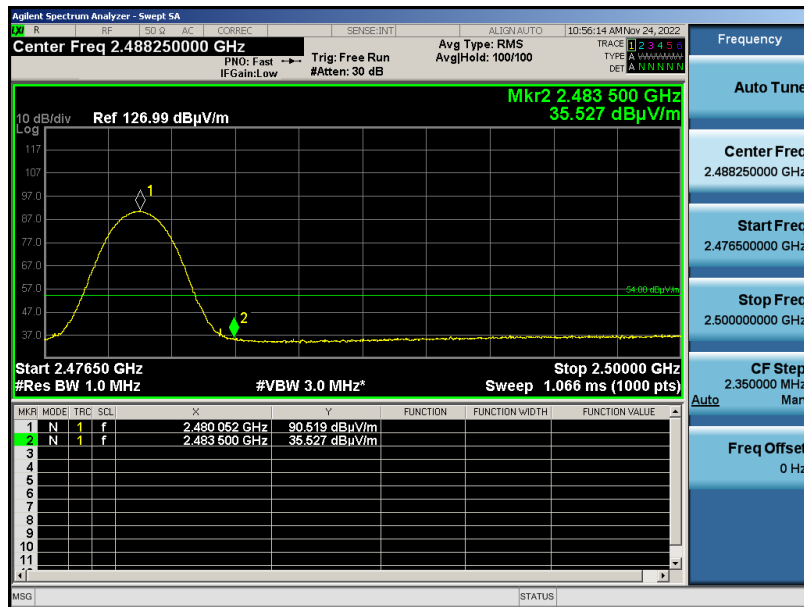 Agilent Spectrum Analyzer - Swept SA
LXI R RF 50 Ω AC CORREC SENSE:INT ALIGN AUTO 10:56:14 AM Nov 24, 2022
Center Freq 2.488250000 GHz
PNO: Fast
IFGain:Low
Trig: Free Run
#Atten: 30 dB
Avg Type: RMS
Avg|Hold: 100/100
TRACE 1 2 3 4 5 6
TYPE A
DET A N N N N N
Mkr2 2.483 500 GHz
35.527 dBµV/m
10 dB/div Ref 126.99 dBµV/m
Log
117
107
97.0
87.0
77.0
67.0
57.0
47.0
37.0
1
2
54.00 dBµV/m
Start 2.47650 GHz Stop 2.50000 GHz
#Res BW 1.0 MHz #VBW 3.0 MHz* Sweep 1.066 ms (1000 pts)
MKR MODE TRC SCL X Y FUNCTION FUNCTION WIDTH FUNCTION VALUE
1 N 1 f 2.480 052 GHz 90.519 dBµV/m
2 N 1 f 2.483 500 GHz 35.527 dBµV/m
3
4
5
6
7
8
9
10
11
MSG STATUS
Frequency
Auto Tune
Center Freq
2.488250000 GHz
Start Freq
2.476500000 GHz
Stop Freq
2.500000000 GHz
CF Step
2.350000 MHz
Auto Man
Freq Offset
0 Hz